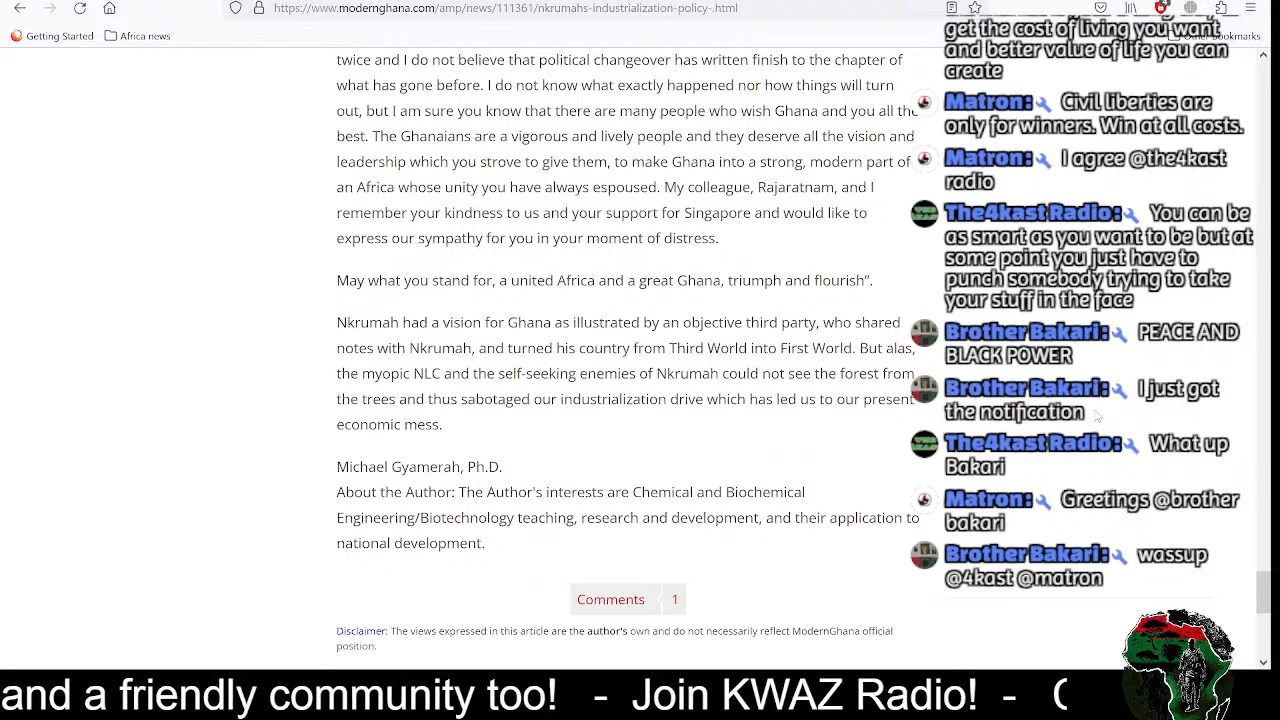 https://www.modernghana.com/amp/news/111361/nkrumahs-industrialization-policy-.html
Getting Started
Africa news
Other Bookmarks
twice and I do not believe that political changeover has written finish to the chapter of
what has gone before. I do not know what exactly happened nor how things will turn
out, but I am sure you know that there are many people who wish Ghana and you all the
best. The Ghanaians are a vigorous and lively people and they deserve all the vision and
leadership which you strove to give them, to make Ghana into a strong, modern part of
an Africa whose unity you have always espoused. My colleague, Rajaratnam, and I
remember your kindness to us and your support for Singapore and would like to
express our sympathy for you in your moment of distress.
May what you stand for, a united Africa and a great Ghana, triumph and flourish”.
Nkrumah had a vision for Ghana as illustrated by an objective third party, who shared
notes with Nkrumah, and turned his country from Third World into First World. But alas,
the myopic NLC and the self-seeking enemies of Nkrumah could not see the forest from
the trees and thus sabotaged our industrialization drive which has led us to our present
economic mess.
Michael Gyamerah, Ph.D.
About the Author: The Author's interests are Chemical and Biochemical
Engineering/Biotechnology teaching, research and development, and their application to
national development.
Comments 1
Disclaimer: The views expressed in this article are the author's own and do not necessarily reflect ModernGhana official
position.
get the cost of living you want
and better value of life you can
create
Matron: Civil liberties are
only for winners. Win at all costs.
Matron: I agree @the4kast
radio
The4kast Radio: You can be
as smart as you want to be but at
some point you just have to
punch somebody trying to take
your stuff in the face
Brother Bakari: PEACE AND
BLACK POWER
Brother Bakari: I just got
the notification
The4kast Radio: What up
Bakari
Matron: Greetings @brother
bakari
Brother Bakari: wassup
@4kast @matron
and a friendly community too! - Join KWAZ Radio! -